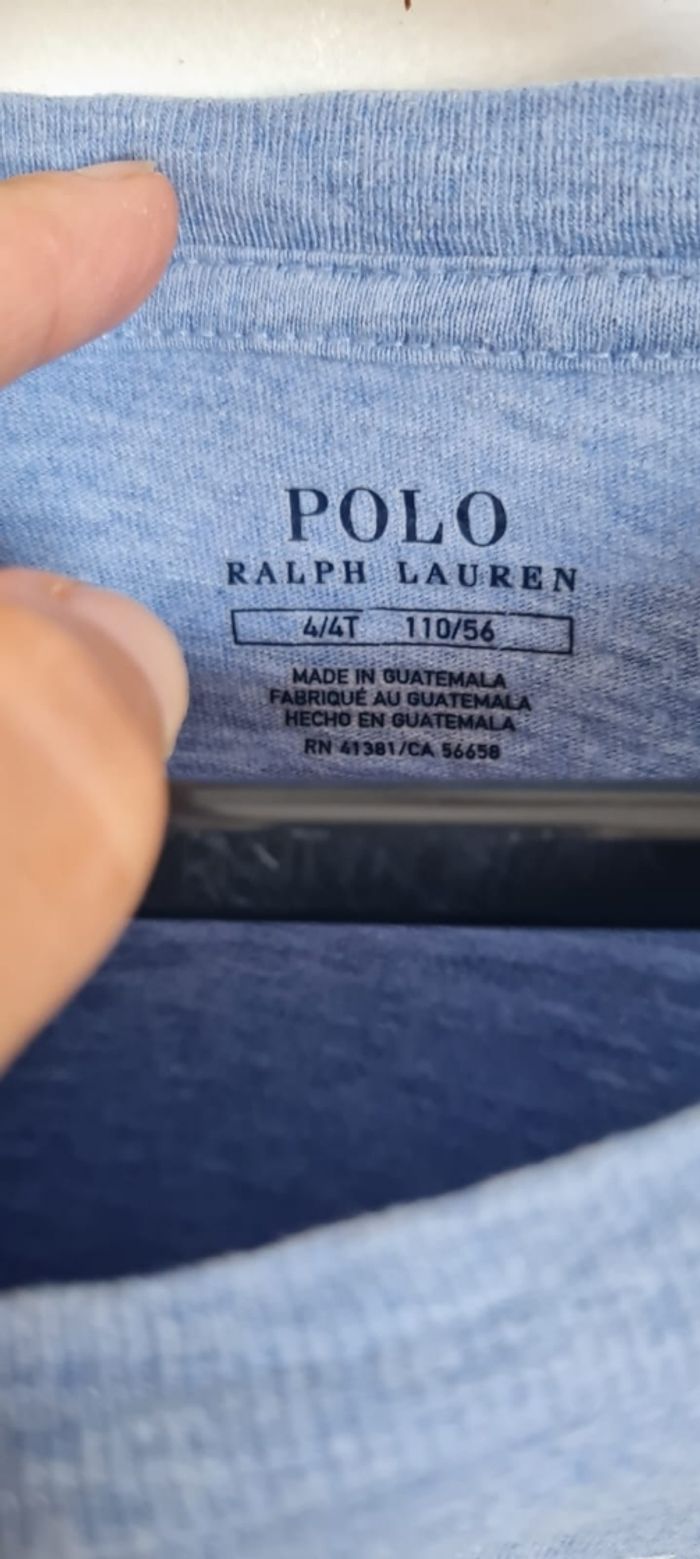 POLO
RALPH LAUREN
4/4T 110/56
MADE IN GUATEMALA
FABRIQUÉ AU GUATEMALA
HECHO EN GUATEMALA
RN 41381/CA 56658